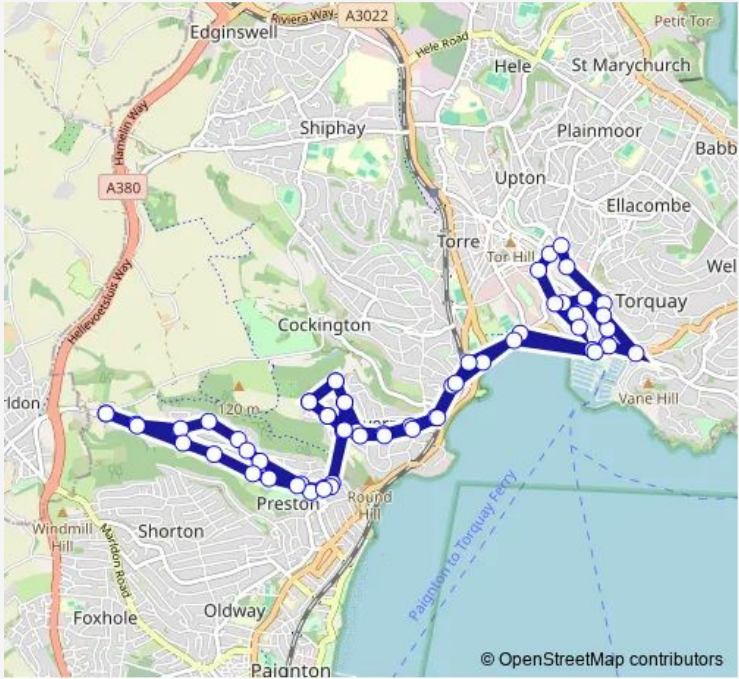 Riviera Way
A3022
Petit Tor
Edginswell
Hele Road
Hele
St Marychurch
Hamelin Way
Shiphay
Plainmoor
Babb
A380
Upton
Ellacombe
Torre
Tor Hill
Wel
Hellevoetsluis Way
Torquay
Cockington
Vane Hill
rldon
120 m
Preston
Round
Hill
Windmill
Hill
Shorton
Marldon Road
Paignton to Torquay Ferry
Oldway
Foxhole
Paignton
© OpenStreetMap contributors